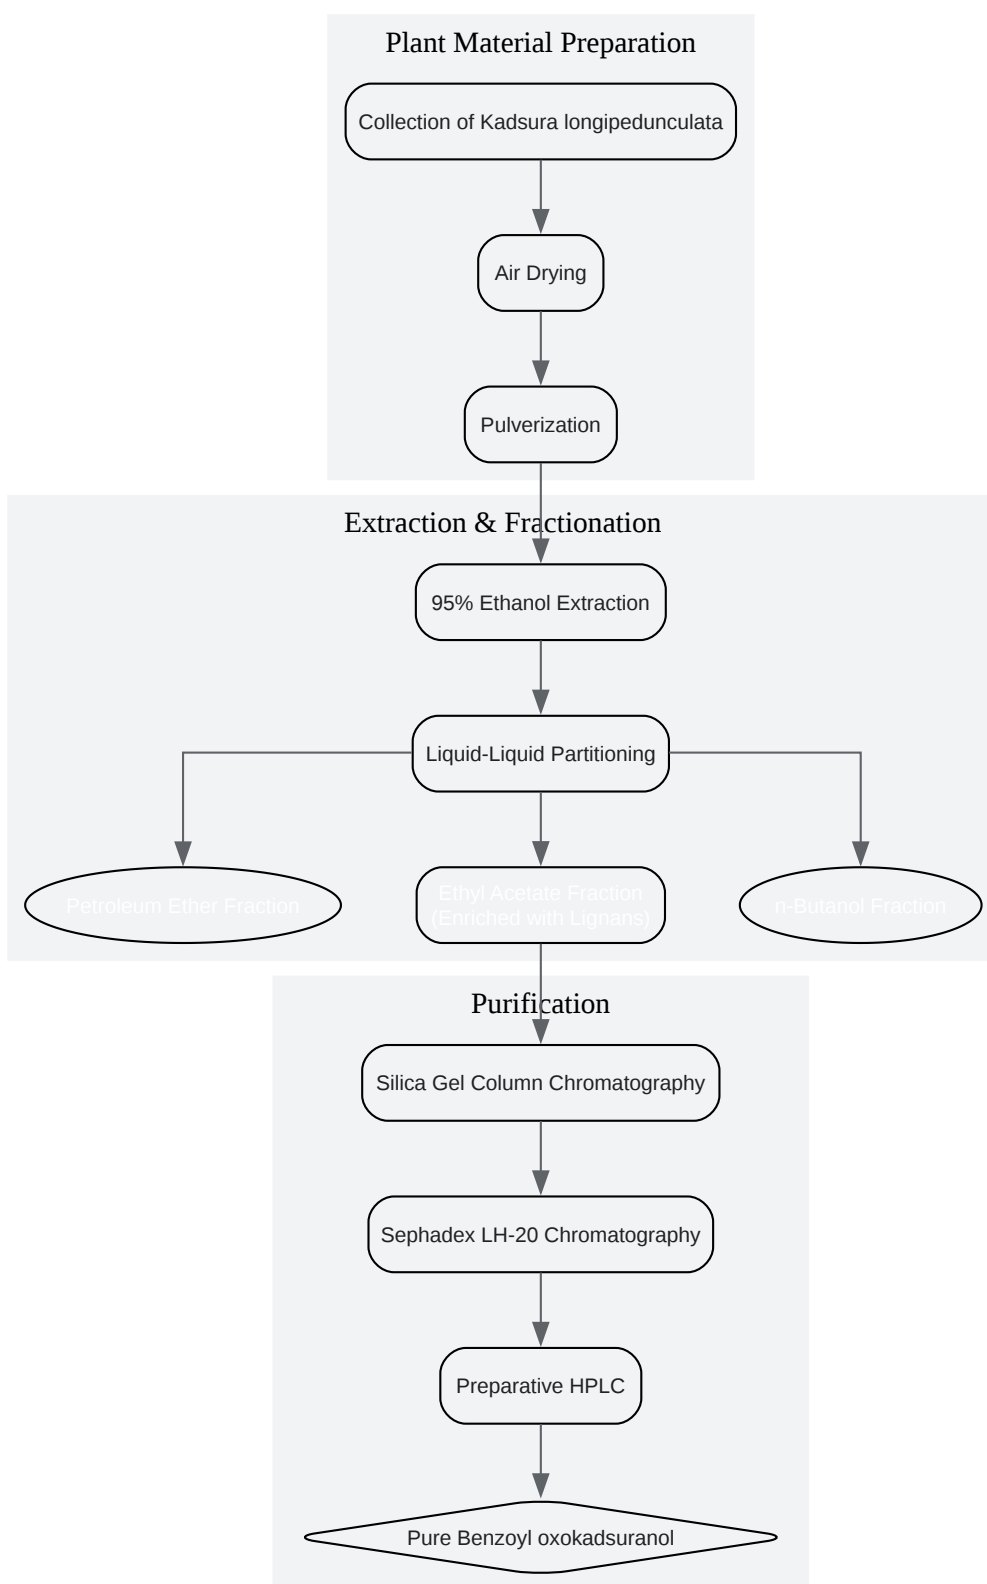 Plant Material Preparation
Collection of Kadsura longipedunculata
Air Drying
Pulverization
Extraction & Fractionation
95% Ethanol Extraction
Liquid-Liquid Partitioning
Petroleum Ether Fraction
Ethyl Acetate Fraction
(Enriched with Lignans)
n-Butanol Fraction
Purification
Silica Gel Column Chromatography
Sephadex LH-20 Chromatography
Preparative HPLC
Pure Benzoyl oxokadsuranol